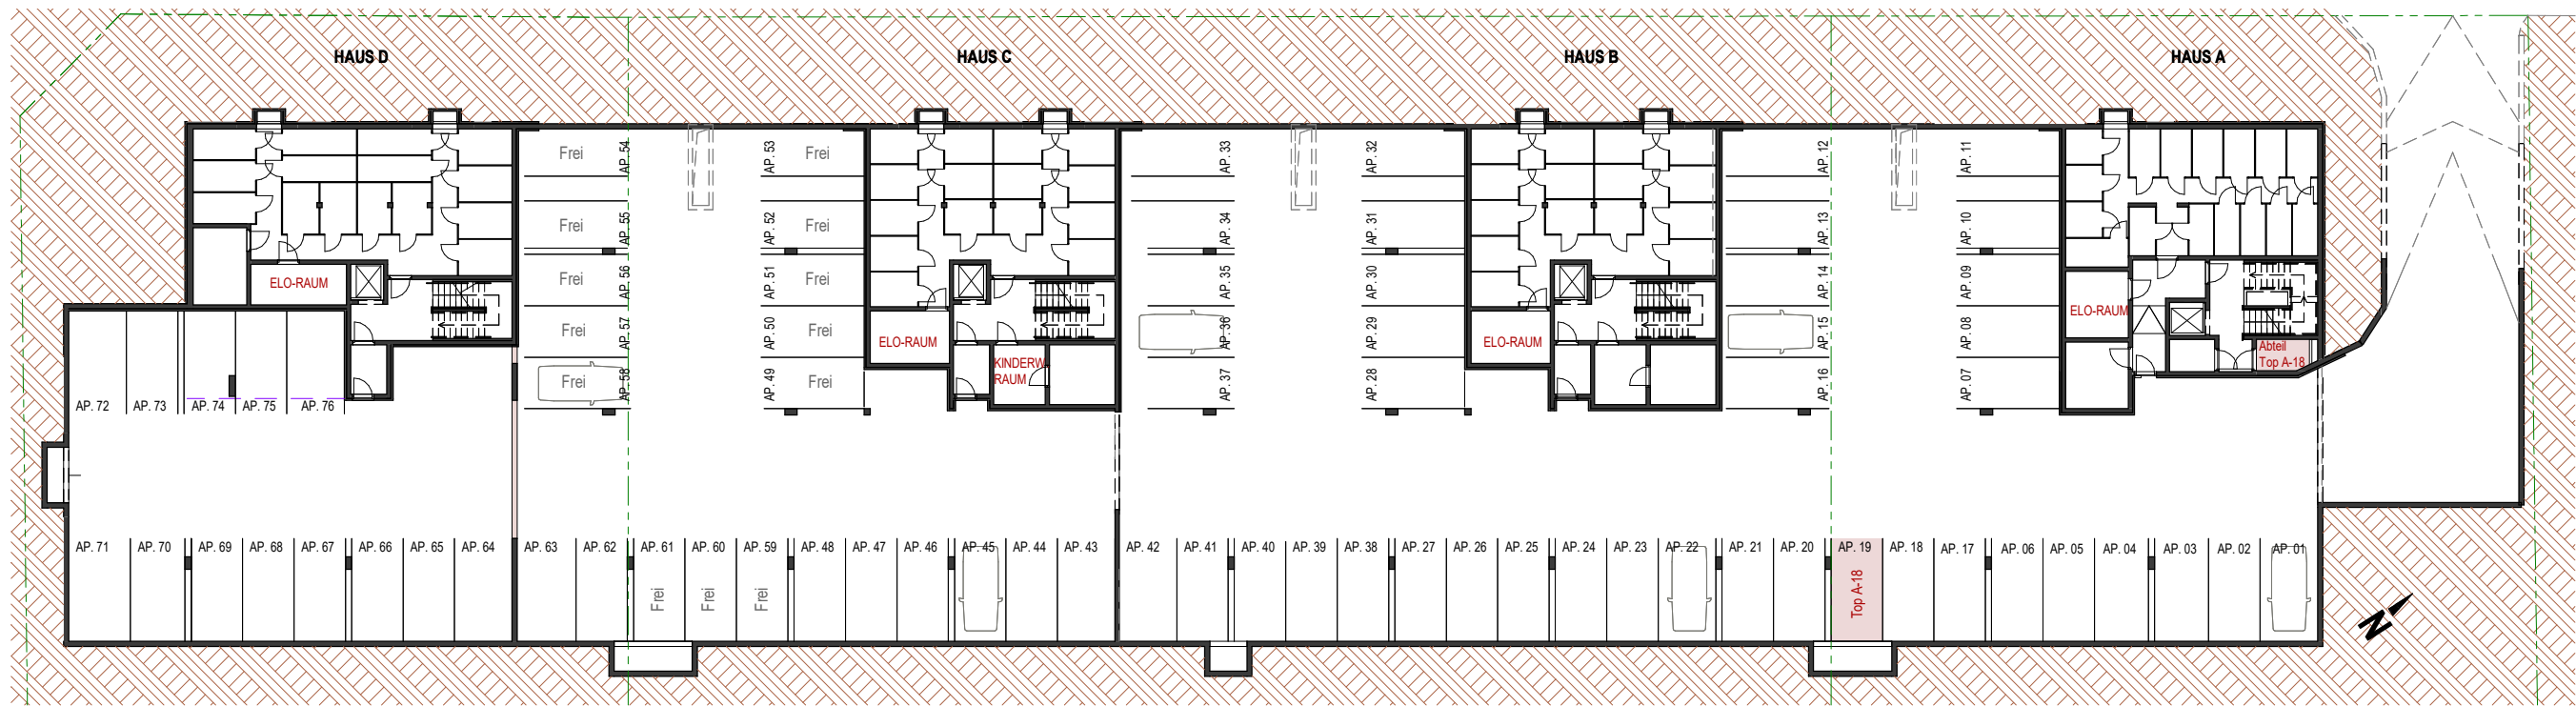 HAUS D
HAUS C
HAUS B
HAUS A
Frei
AP. 54
AP. 53
Frei
AP. 33
AP. 32
AP. 12
AP. 11
Frei
AP. 55
AP. 52
Frei
AP. 34
AP. 31
AP. 13
AP. 10
ELO-RAUM
Frei
AP. 56
AP. 51
Frei
AP. 35
AP. 30
AP. 14
AP. 09
Frei
AP. 57
AP. 50
Frei
ELO-RAUM
AP. 36
AP. 29
ELO-RAUM
AP. 15
AP. 08
ELO-RAUM
Frei
AP. 58
AP. 49
Frei
KINDERW.
RAUM
AP. 37
AP. 28
AP. 16
AP. 07
Abteil
Top A-18
AP. 72
AP. 73
AP. 74
AP. 75
AP. 76
AP. 71
AP. 70
AP. 69
AP. 68
AP. 67
AP. 66
AP. 65
AP. 64
AP. 63
AP. 62
AP. 61
AP. 60
AP. 59
AP. 48
AP. 47
AP. 46
AP. 45
AP. 44
AP. 43
AP. 42
AP. 41
AP. 40
AP. 39
AP. 38
AP. 27
AP. 26
AP. 25
AP. 24
AP. 23
AP. 22
AP. 21
AP. 20
AP. 19
AP. 18
AP. 17
AP. 06
AP. 05
AP. 04
AP. 03
AP. 02
AP. 01
Frei
Frei
Frei
Top A-18
N